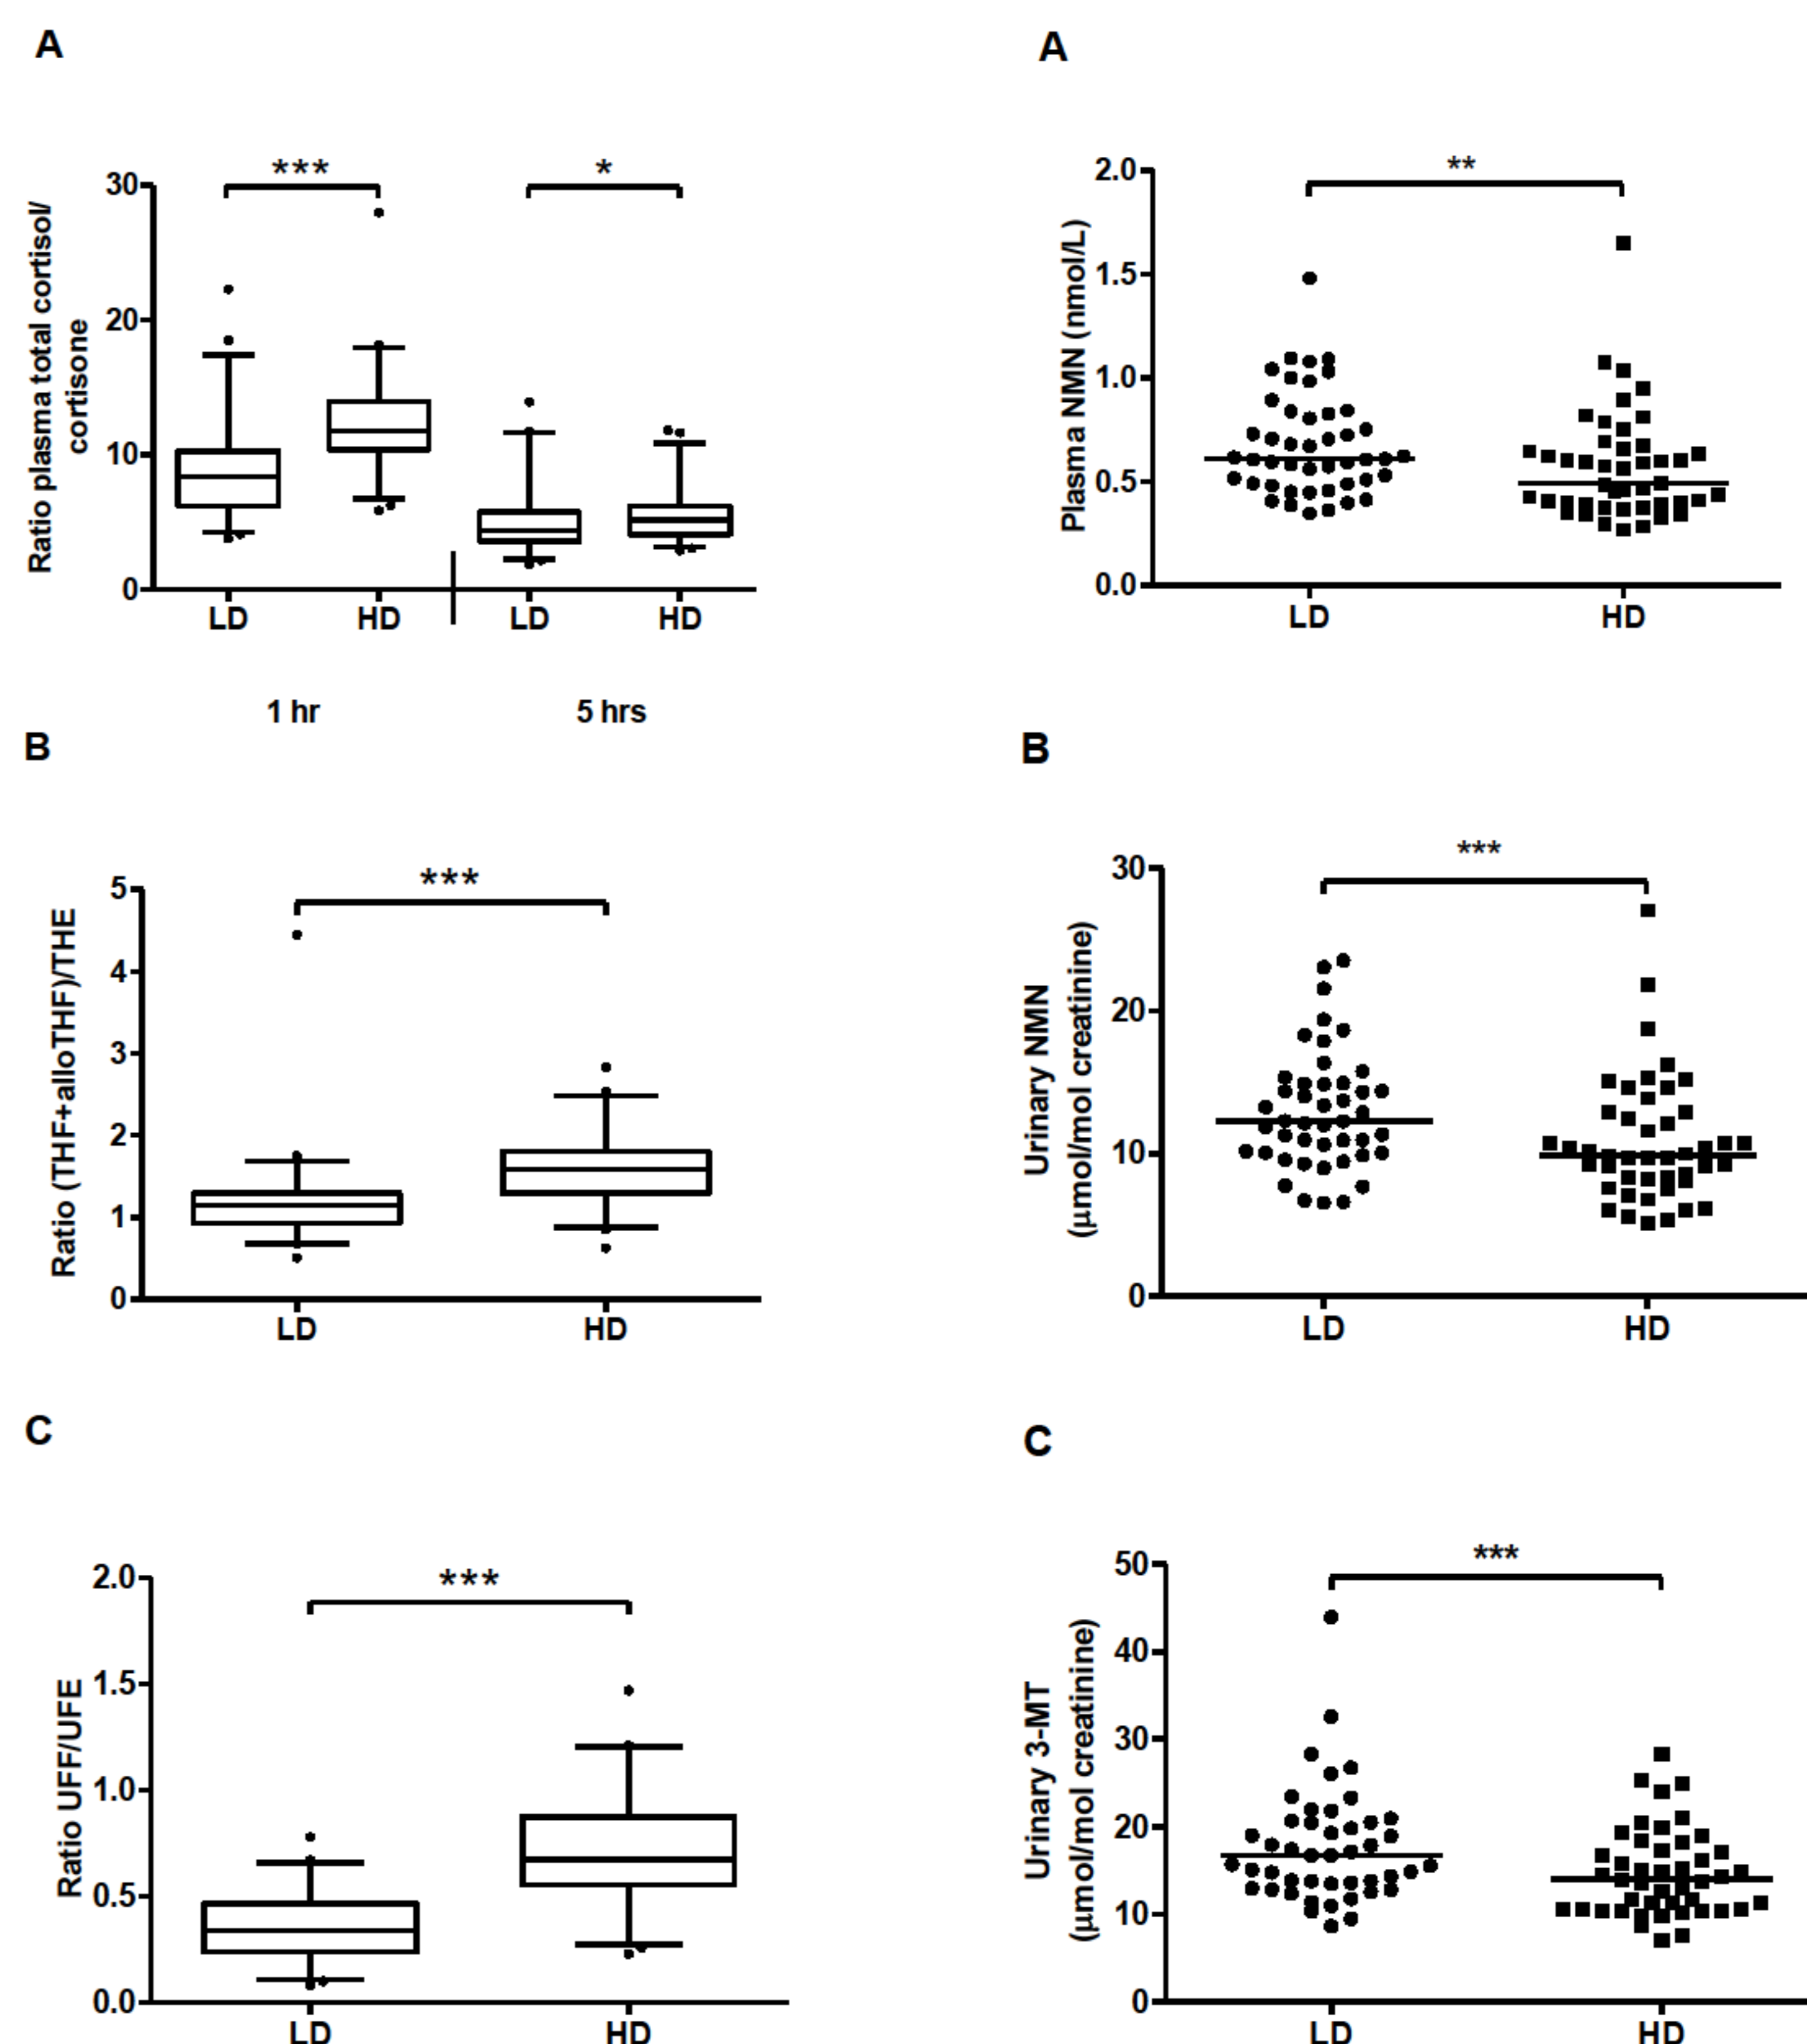 A
***
*
30
20
10
0
Ratio plasma total cortisol/
cortisone
LD
HD
LD
HD
1 hr
5 hrs
B
***
5
4
3
2
1
0
Ratio (THF+alloTHF)/THE
LD
HD
C
***
2.0
1.5
1.0
0.5
0.0
Ratio UFF/UFE
LD
HD
A
**
2.0
1.5
1.0
0.5
0.0
Plasma NMN (nmol/L)
LD
HD
B
***
30
20
10
0
Urinary NMN
(μmol/mol creatinine)
LD
HD
C
***
50
40
30
20
10
0
Urinary 3-MT
(μmol/mol creatinine)
LD
HD